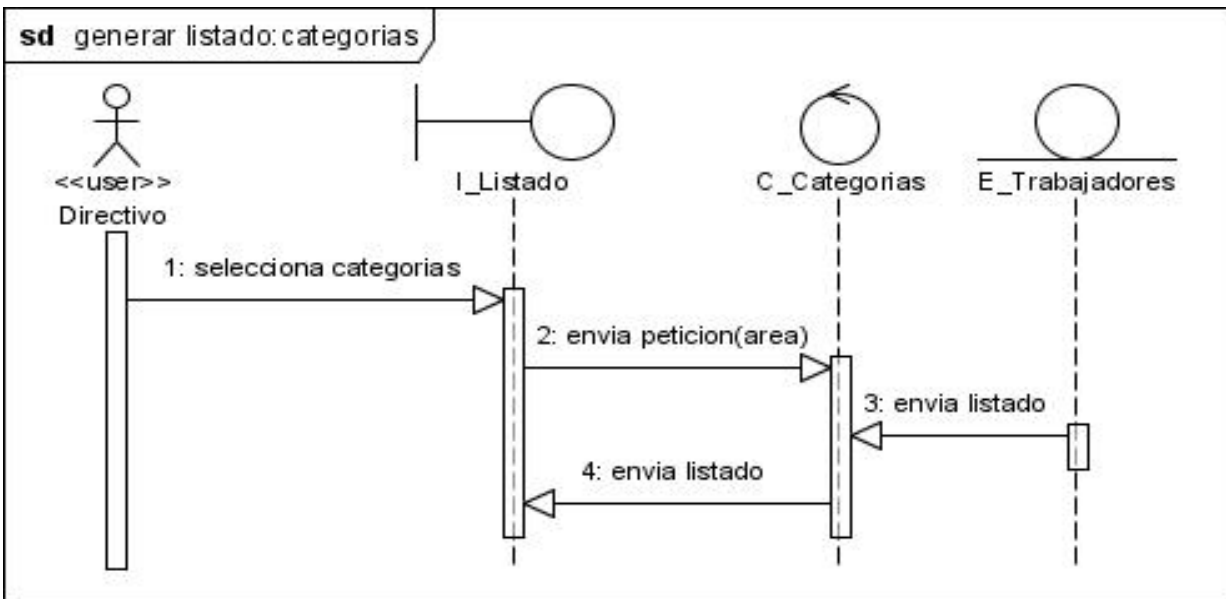 sd generar listado:categorias
<<user>>
Directivo
I_Listado
C_Categorias
E_Trabajadores
1: selecciona categorias
2: envia peticion(area)
3: envia listado
4: envia listado